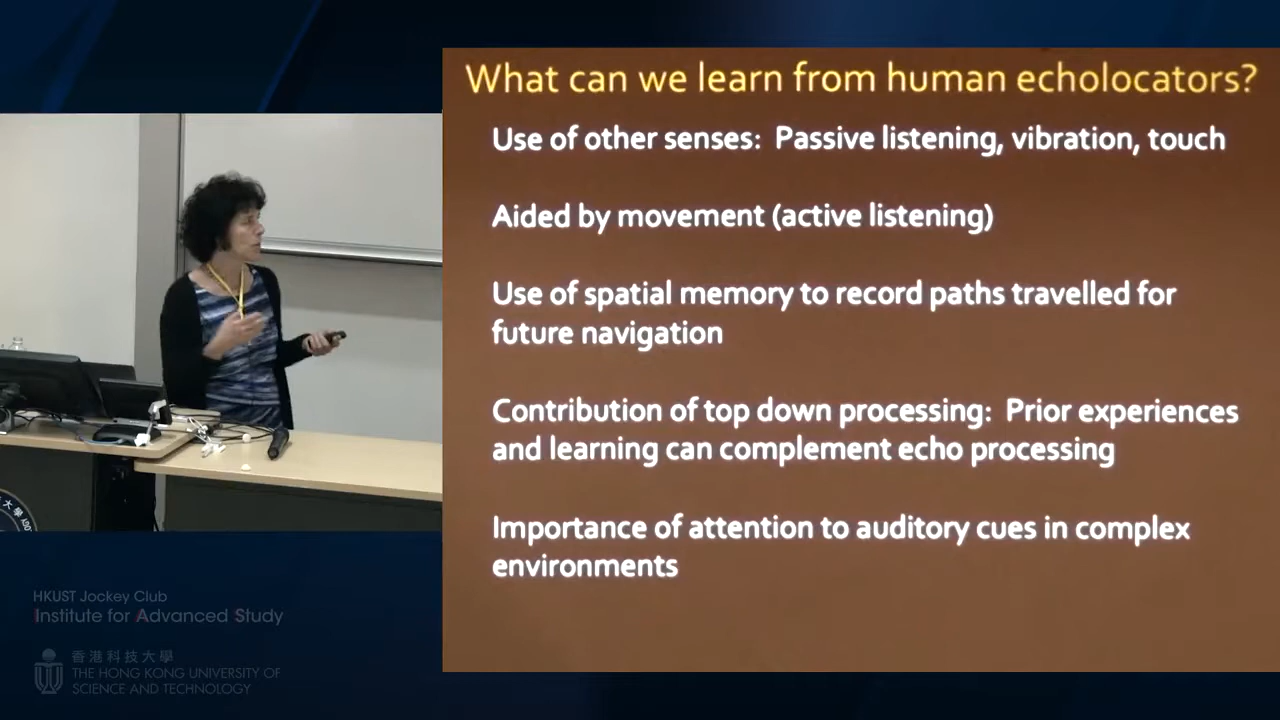 What can we learn from human echolocators?
Use of other senses: Passive listening, vibration, touch
Aided by movement (active listening)
Use of spatial memory to record paths travelled for
future navigation
Contribution of top down processing: Prior experiences
and learning can complement echo processing
Importance of attention to auditory cues in complex
environments
HKUST Jockey Club
Institute for Advanced Study
香港科技大學
THE HONG KONG UNIVERSITY OF
SCIENCE AND TECHNOLOGY